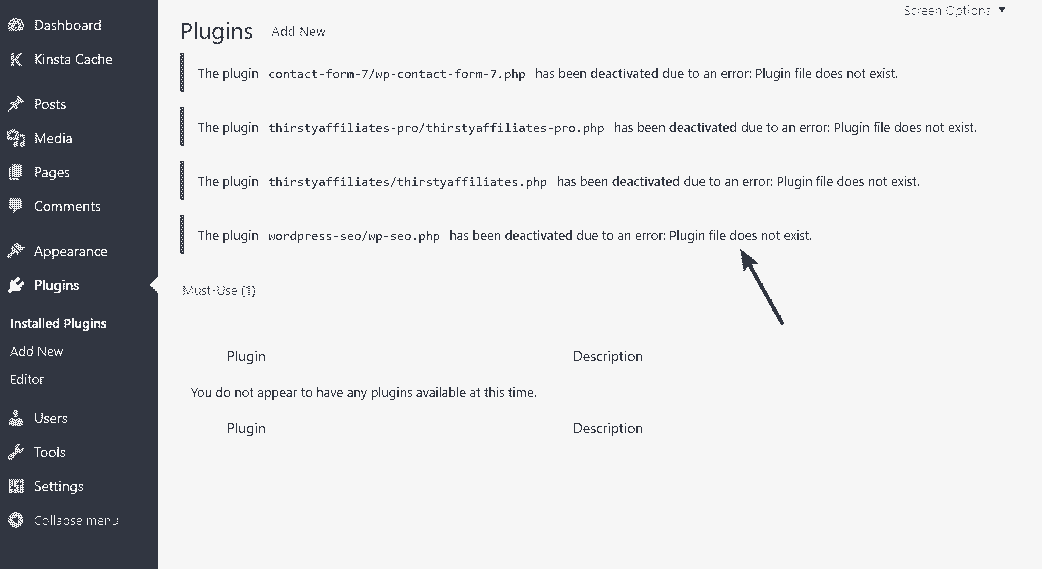 Screen Options
Dashboard
Kinsta Cache
Posts
Media
Pages
Comments
Appearance
Plugins
Installed Plugins
Add New
Editor
Users
Tools
Settings
Collapse menu
Plugins Add New
The plugin contact-form-7/wp-contact-form-7.php has been deactivated due to an error: Plugin file does not exist.
The plugin thirstyaffiliates-pro/thirstyaffiliates-pro.php has been deactivated due to an error: Plugin file does not exist.
The plugin thirstyaffiliates/thirstyaffiliates.php has been deactivated due to an error: Plugin file does not exist.
The plugin wordpress-seo/wp-seo.php has been deactivated due to an error: Plugin file does not exist.
Must-Use (1)
Plugin Description
You do not appear to have any plugins available at this time.
Plugin Description